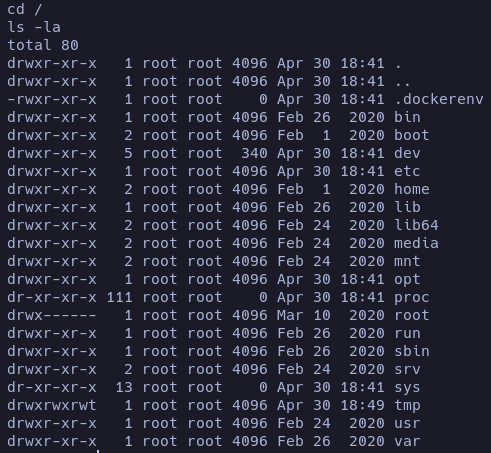 cd /
ls -la
total 80
drwxr-xr-x   1 root root 4096 Apr 30 18:41 .
drwxr-xr-x   1 root root 4096 Apr 30 18:41 ..
-rwxr-xr-x   1 root root    0 Apr 30 18:41 .dockerenv
drwxr-xr-x   1 root root 4096 Feb 26  2020 bin
drwxr-xr-x   2 root root 4096 Feb  1  2020 boot
drwxr-xr-x   5 root root  340 Apr 30 18:41 dev
drwxr-xr-x   1 root root 4096 Apr 30 18:41 etc
drwxr-xr-x   2 root root 4096 Feb  1  2020 home
drwxr-xr-x   1 root root 4096 Feb 26  2020 lib
drwxr-xr-x   2 root root 4096 Feb 24  2020 lib64
drwxr-xr-x   2 root root 4096 Feb 24  2020 media
drwxr-xr-x   2 root root 4096 Feb 24  2020 mnt
drwxr-xr-x   1 root root 4096 Apr 30 18:41 opt
dr-xr-xr-x 111 root root    0 Apr 30 18:41 proc
drwx------   1 root root 4096 Mar 10  2020 root
drwxr-xr-x   1 root root 4096 Feb 26  2020 run
drwxr-xr-x   1 root root 4096 Feb 26  2020 sbin
drwxr-xr-x   2 root root 4096 Feb 24  2020 srv
dr-xr-xr-x  13 root root    0 Apr 30 18:41 sys
drwxrwxrwt   1 root root 4096 Apr 30 18:49 tmp
drwxr-xr-x   1 root root 4096 Feb 24  2020 usr
drwxr-xr-x   1 root root 4096 Feb 26  2020 var